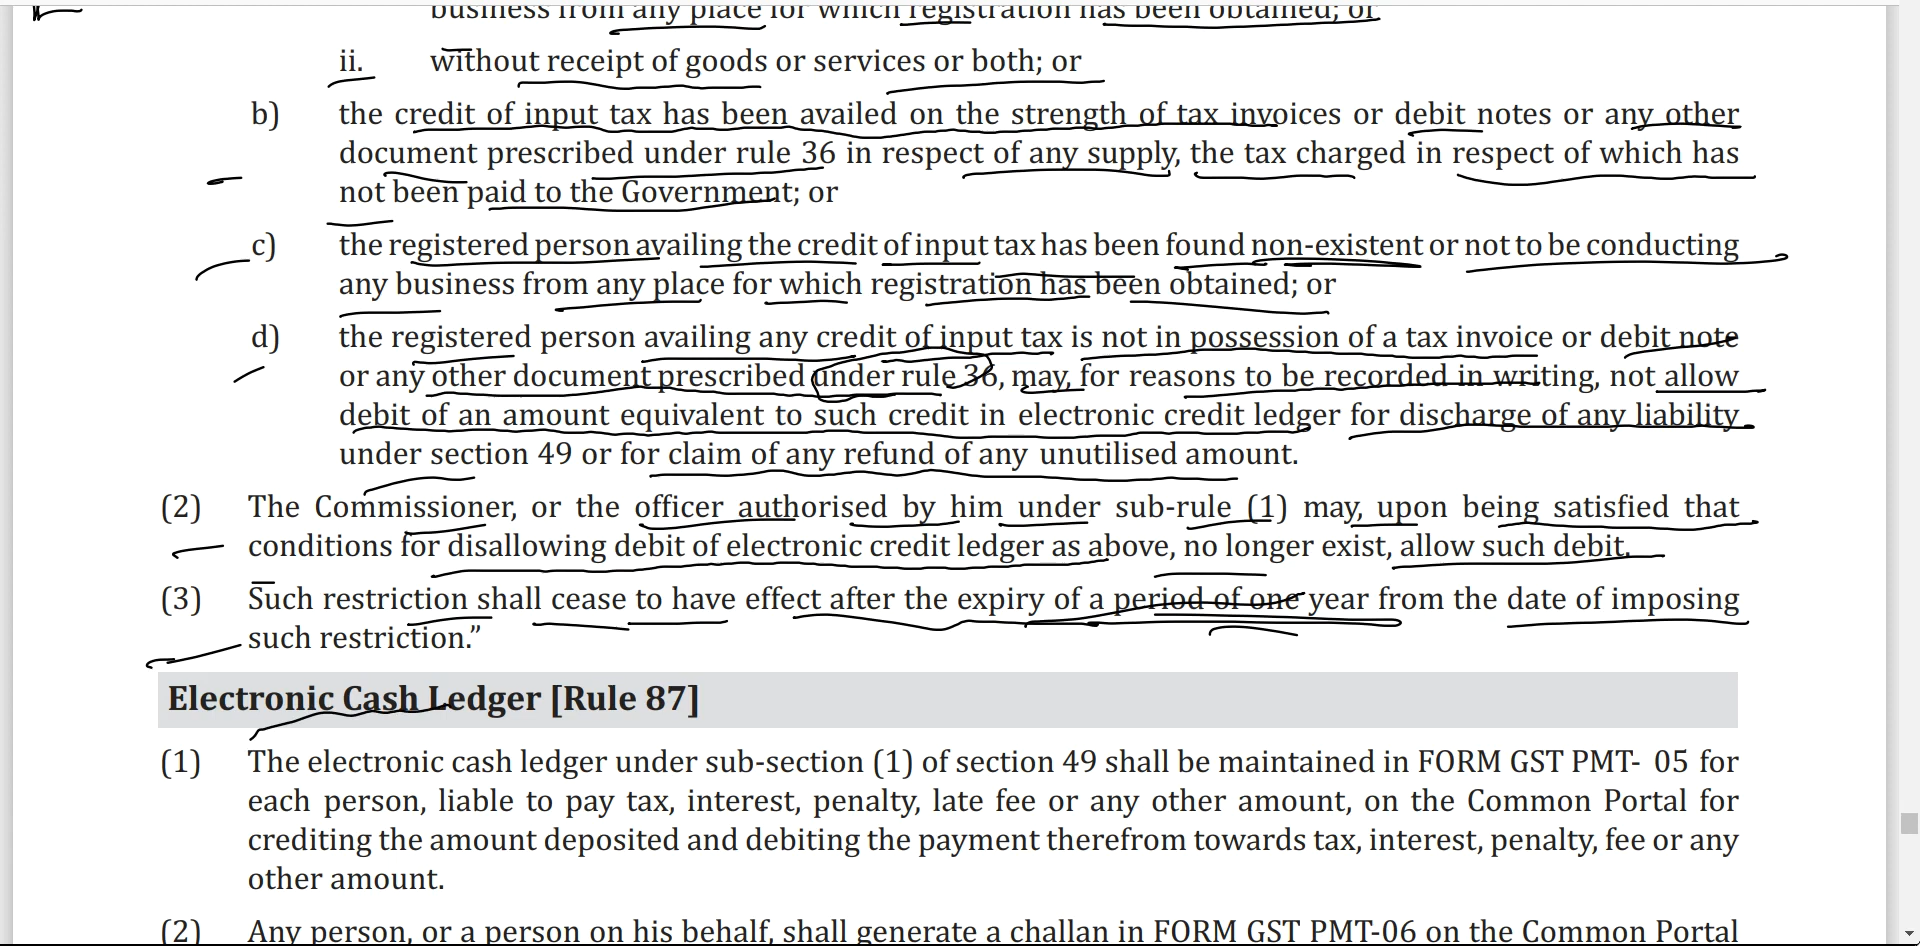 business from any place for which registration has been obtained; or
ii. without receipt of goods or services or both; or
b) the credit of input tax has been availed on the strength of tax invoices or debit notes or any other
document prescribed under rule 36 in respect of any supply, the tax charged in respect of which has
not been paid to the Government; or
c) the registered person availing the credit of input tax has been found non-existent or not to be conducting
any business from any place for which registration has been obtained; or
d) the registered person availing any credit of input tax is not in possession of a tax invoice or debit note
or any other document prescribed under rule 36, may, for reasons to be recorded in writing, not allow
debit of an amount equivalent to such credit in electronic credit ledger for discharge of any liability
under section 49 or for claim of any refund of any unutilised amount.
(2) The Commissioner, or the officer authorised by him under sub-rule (1) may, upon being satisfied that
conditions for disallowing debit of electronic credit ledger as above, no longer exist, allow such debit.
(3) Such restriction shall cease to have effect after the expiry of a period of one year from the date of imposing
such restriction.”
Electronic Cash Ledger [Rule 87]
(1) The electronic cash ledger under sub-section (1) of section 49 shall be maintained in FORM GST PMT- 05 for
each person, liable to pay tax, interest, penalty, late fee or any other amount, on the Common Portal for
crediting the amount deposited and debiting the payment therefrom towards tax, interest, penalty, fee or any
other amount.
(2) Any person, or a person on his behalf, shall generate a challan in FORM GST PMT-06 on the Common Portal